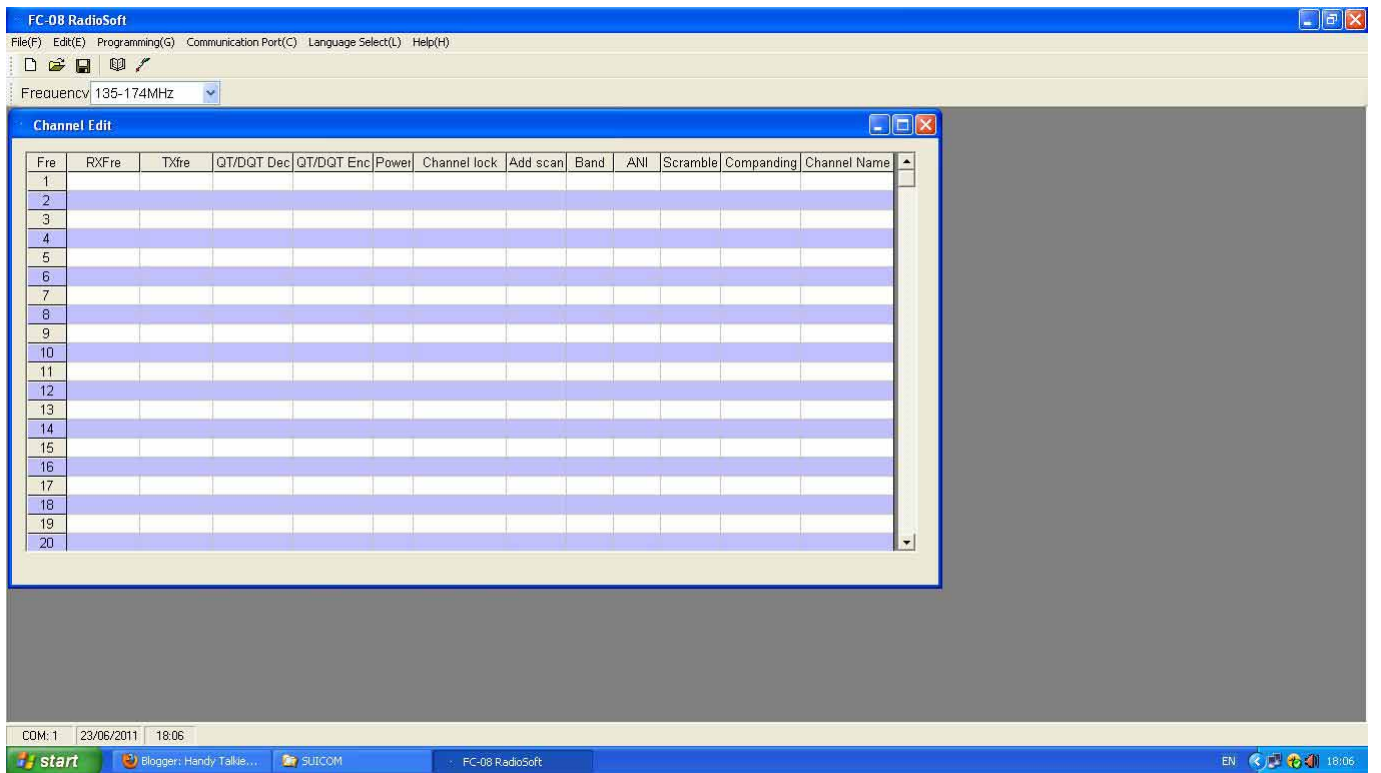 FC-08 RadioSoft
File(F) Edit(E) Programming(G) Communication Port(C) Language Select(L) Help(H)
Frequency 135-174MHz
Channel Edit
Fre RXFre TXfre QT/DQT Dec QT/DQT Enc Power Channel lock Add scan Band ANI Scramble Companding Channel Name
1
2
3
4
5
6
7
8
9
10
11
12
13
14
15
16
17
18
19
20
COM: 1 23/06/2011 18:06
start Blogger: Handy Talkie... SUICOM FC-08 RadioSoft EN 18:06